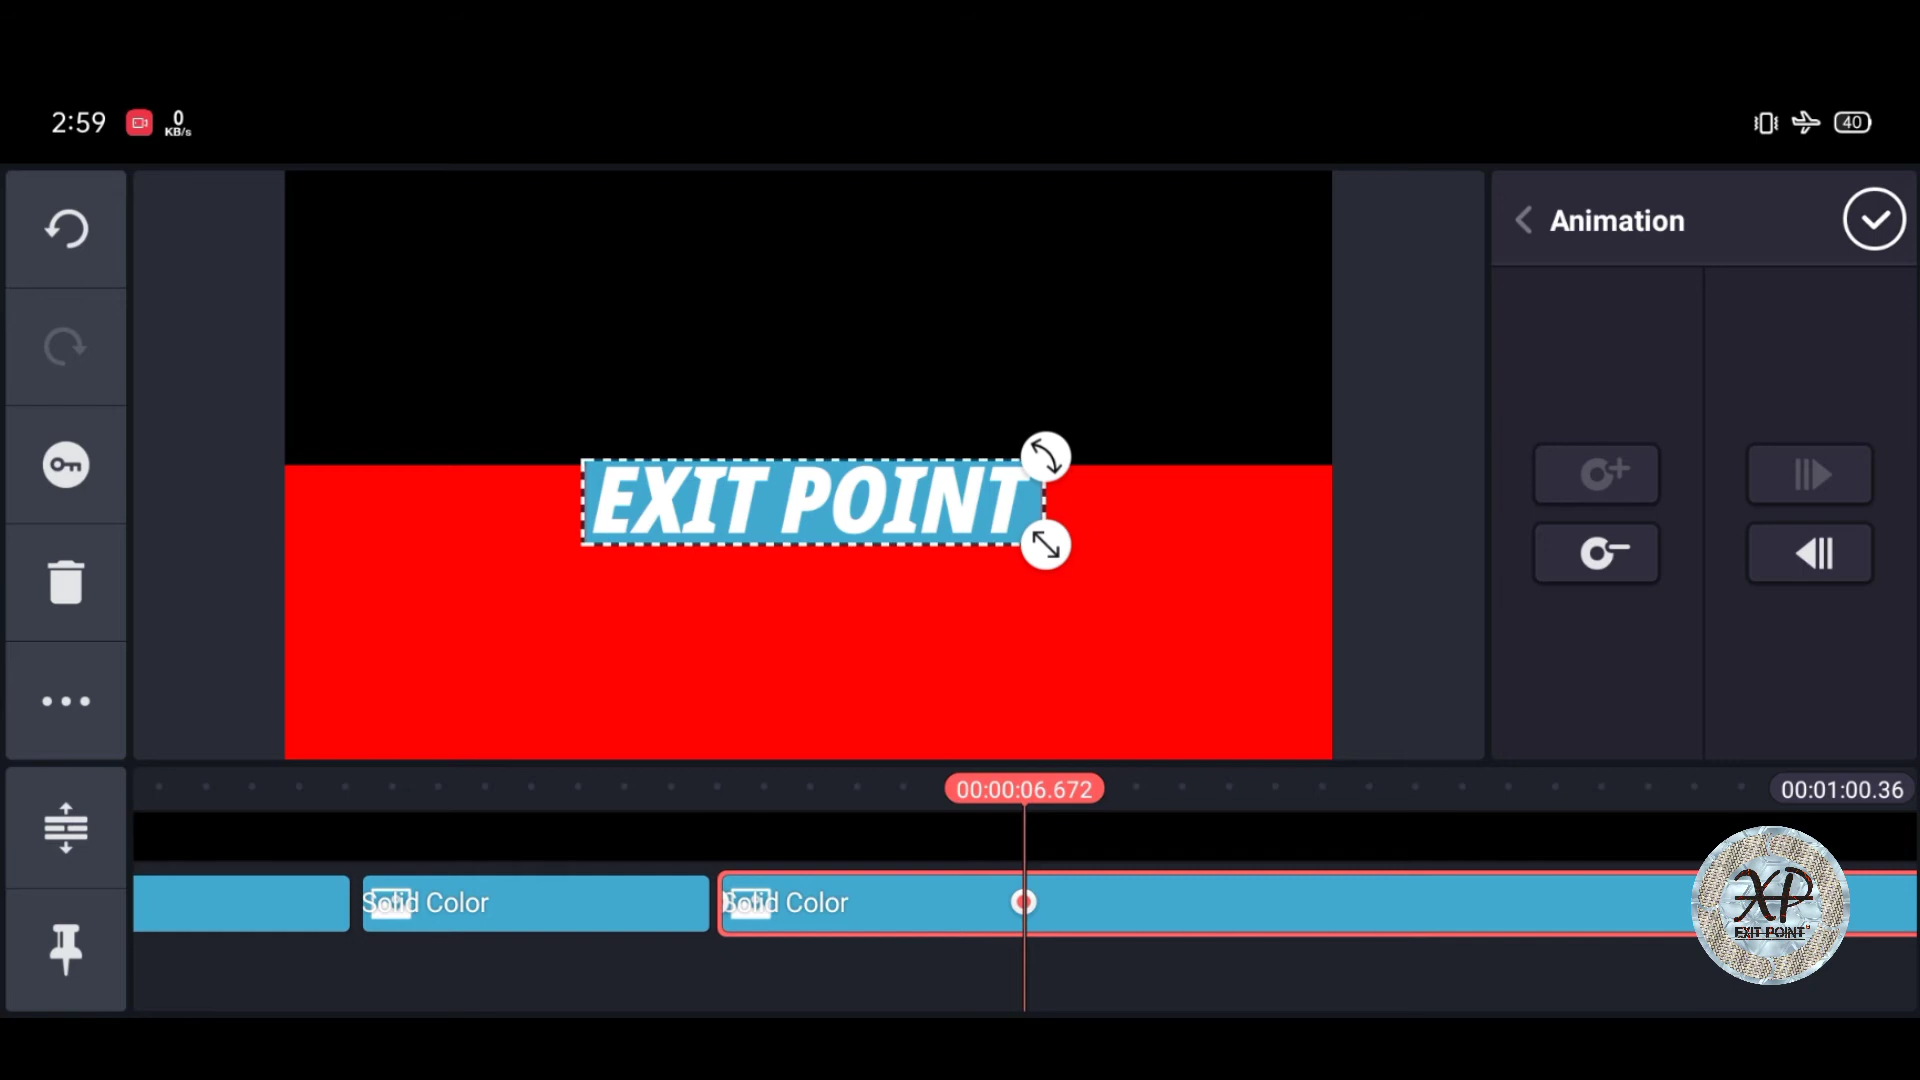 2:59
0
KB/s
40
Animation
EXIT POINT
00:00:06.672
00:01:00.36
Solid Color
Solid Color
XP
EXIT POINT